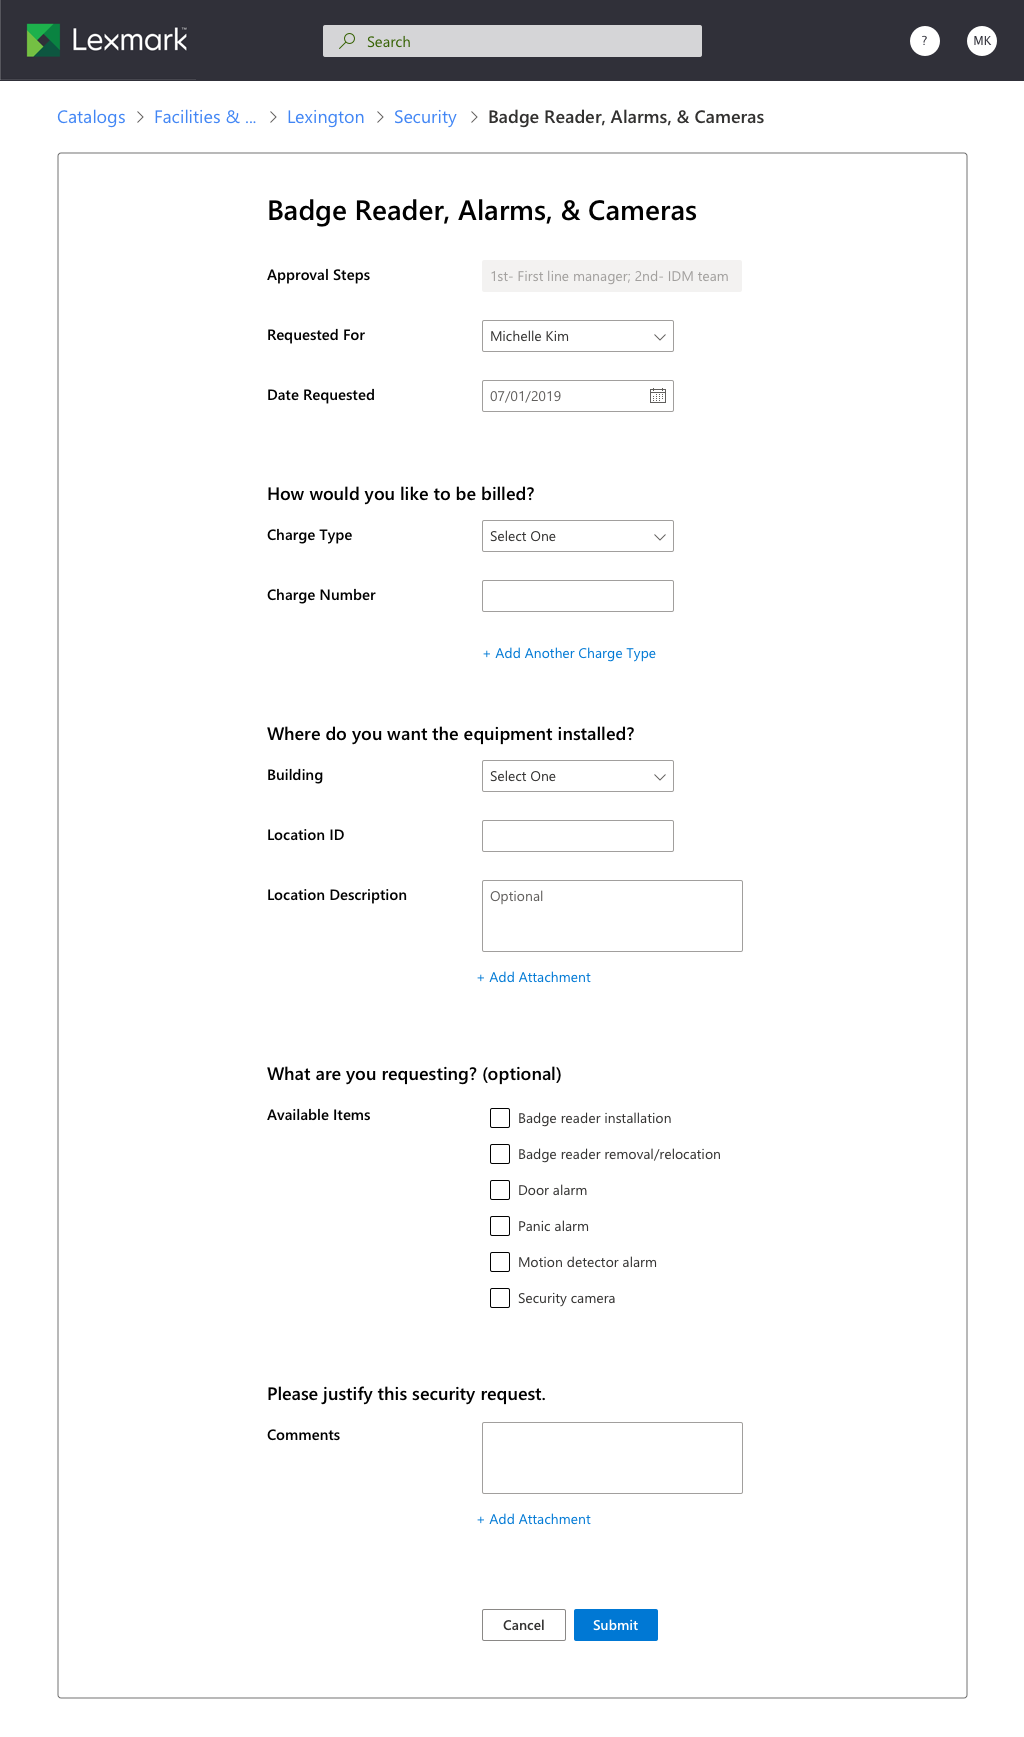 Lexmark™
Search
?
MK
Catalogs > Facilities & ... > Lexington > Security > Badge Reader, Alarms, & Cameras
Badge Reader, Alarms, & Cameras
Approval Steps
1st- First line manager; 2nd- IDM team
Requested For
Michelle Kim
Date Requested
07/01/2019
How would you like to be billed?
Charge Type
Select One
Charge Number
+ Add Another Charge Type
Where do you want the equipment installed?
Building
Select One
Location ID
Location Description
Optional
+ Add Attachment
What are you requesting? (optional)
Available Items
Badge reader installation
Badge reader removal/relocation
Door alarm
Panic alarm
Motion detector alarm
Security camera
Please justify this security request.
Comments
+ Add Attachment
Cancel
Submit